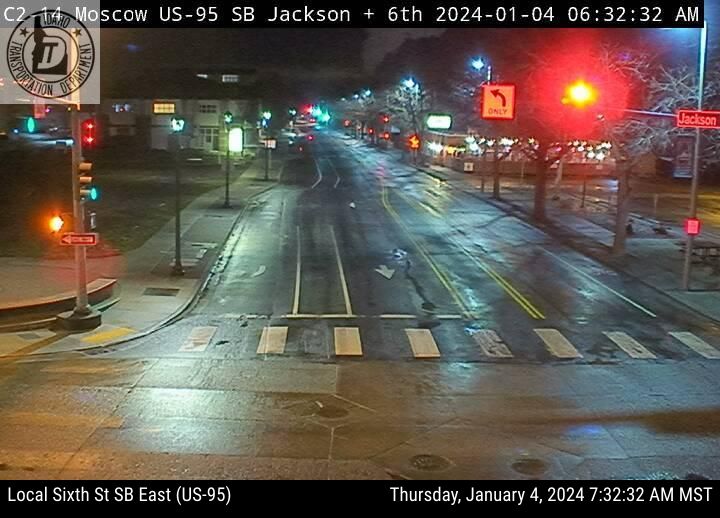 C2 14 Moscow US-95 SB Jackson + 6th 2024-01-04 06:32:32 AM
IDAHO
TRANSPORTATION DEPARTMENT
ONLY
Jackson
Local Sixth St SB East (US-95)
Thursday, January 4, 2024 7:32:32 AM MST